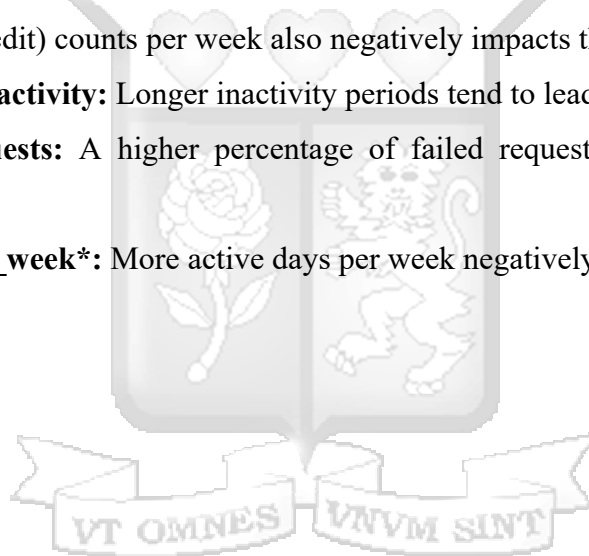 edit) counts per week also negatively impacts t
activity: Longer inactivity periods tend to lead
ests: A higher percentage of failed request
_week*: More active days per week negatively
VT OMNES VNVM SINT